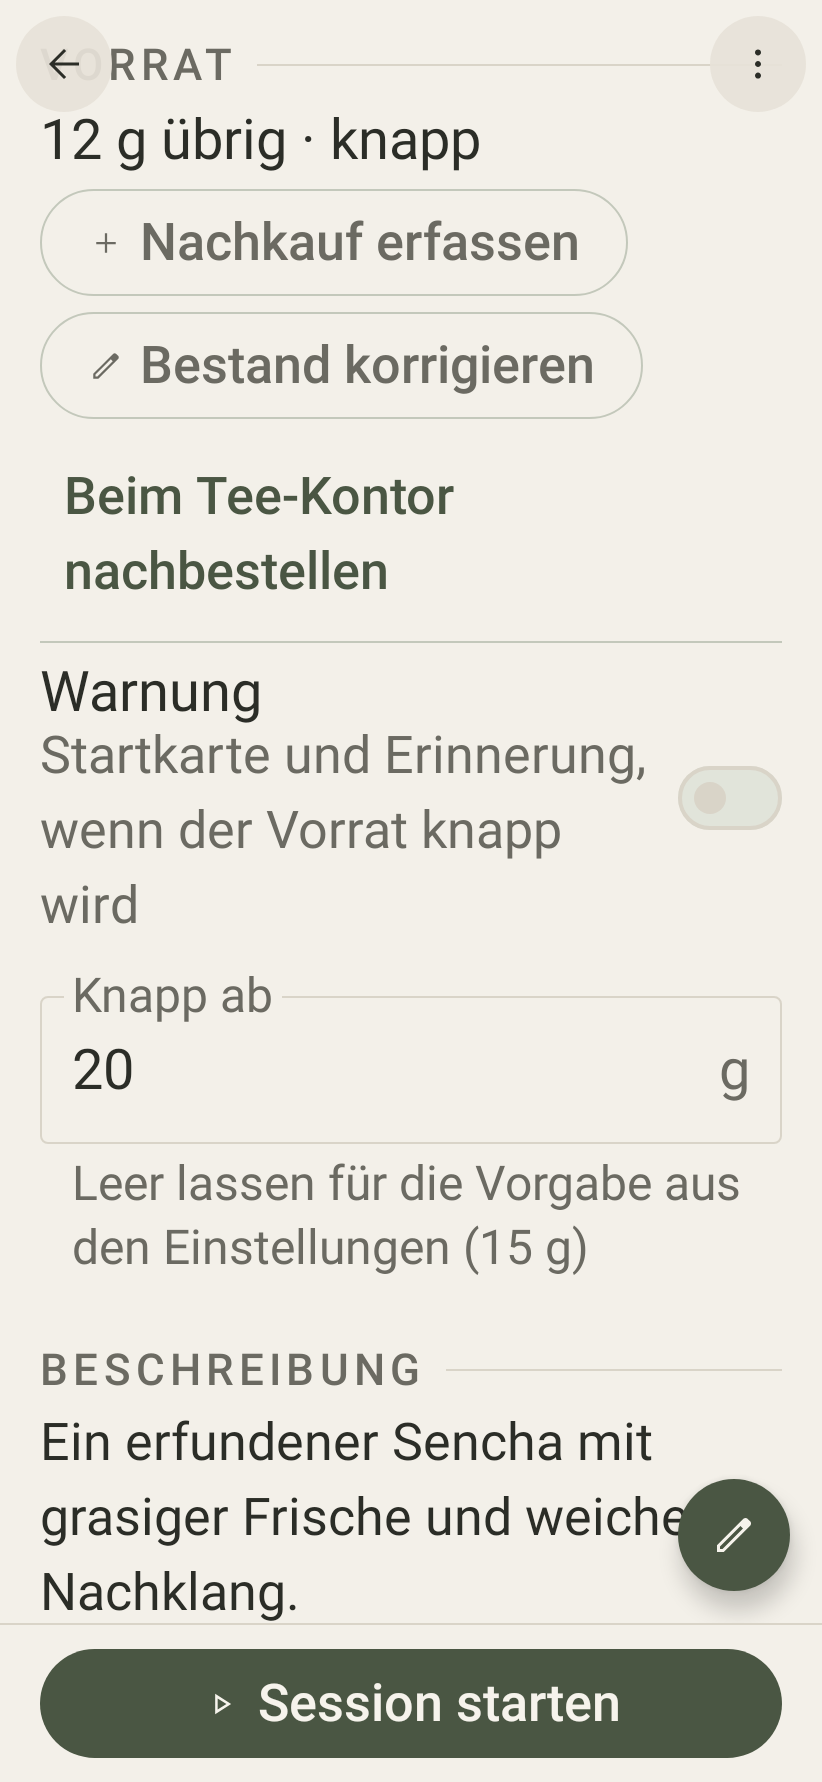 VORRAT
12 g übrig · knapp
Nachkauf erfassen
Bestand korrigieren
Beim Tee-Kontor
nachbestellen
Warnung
Startkarte und Erinnerung,
wenn der Vorrat knapp
wird
Knapp ab
20 g
Leer lassen für die Vorgabe aus
den Einstellungen (15 g)
BESCHREIBUNG
Ein erfundener Sencha mit
grasiger Frische und weiche
Nachklang.
Session starten